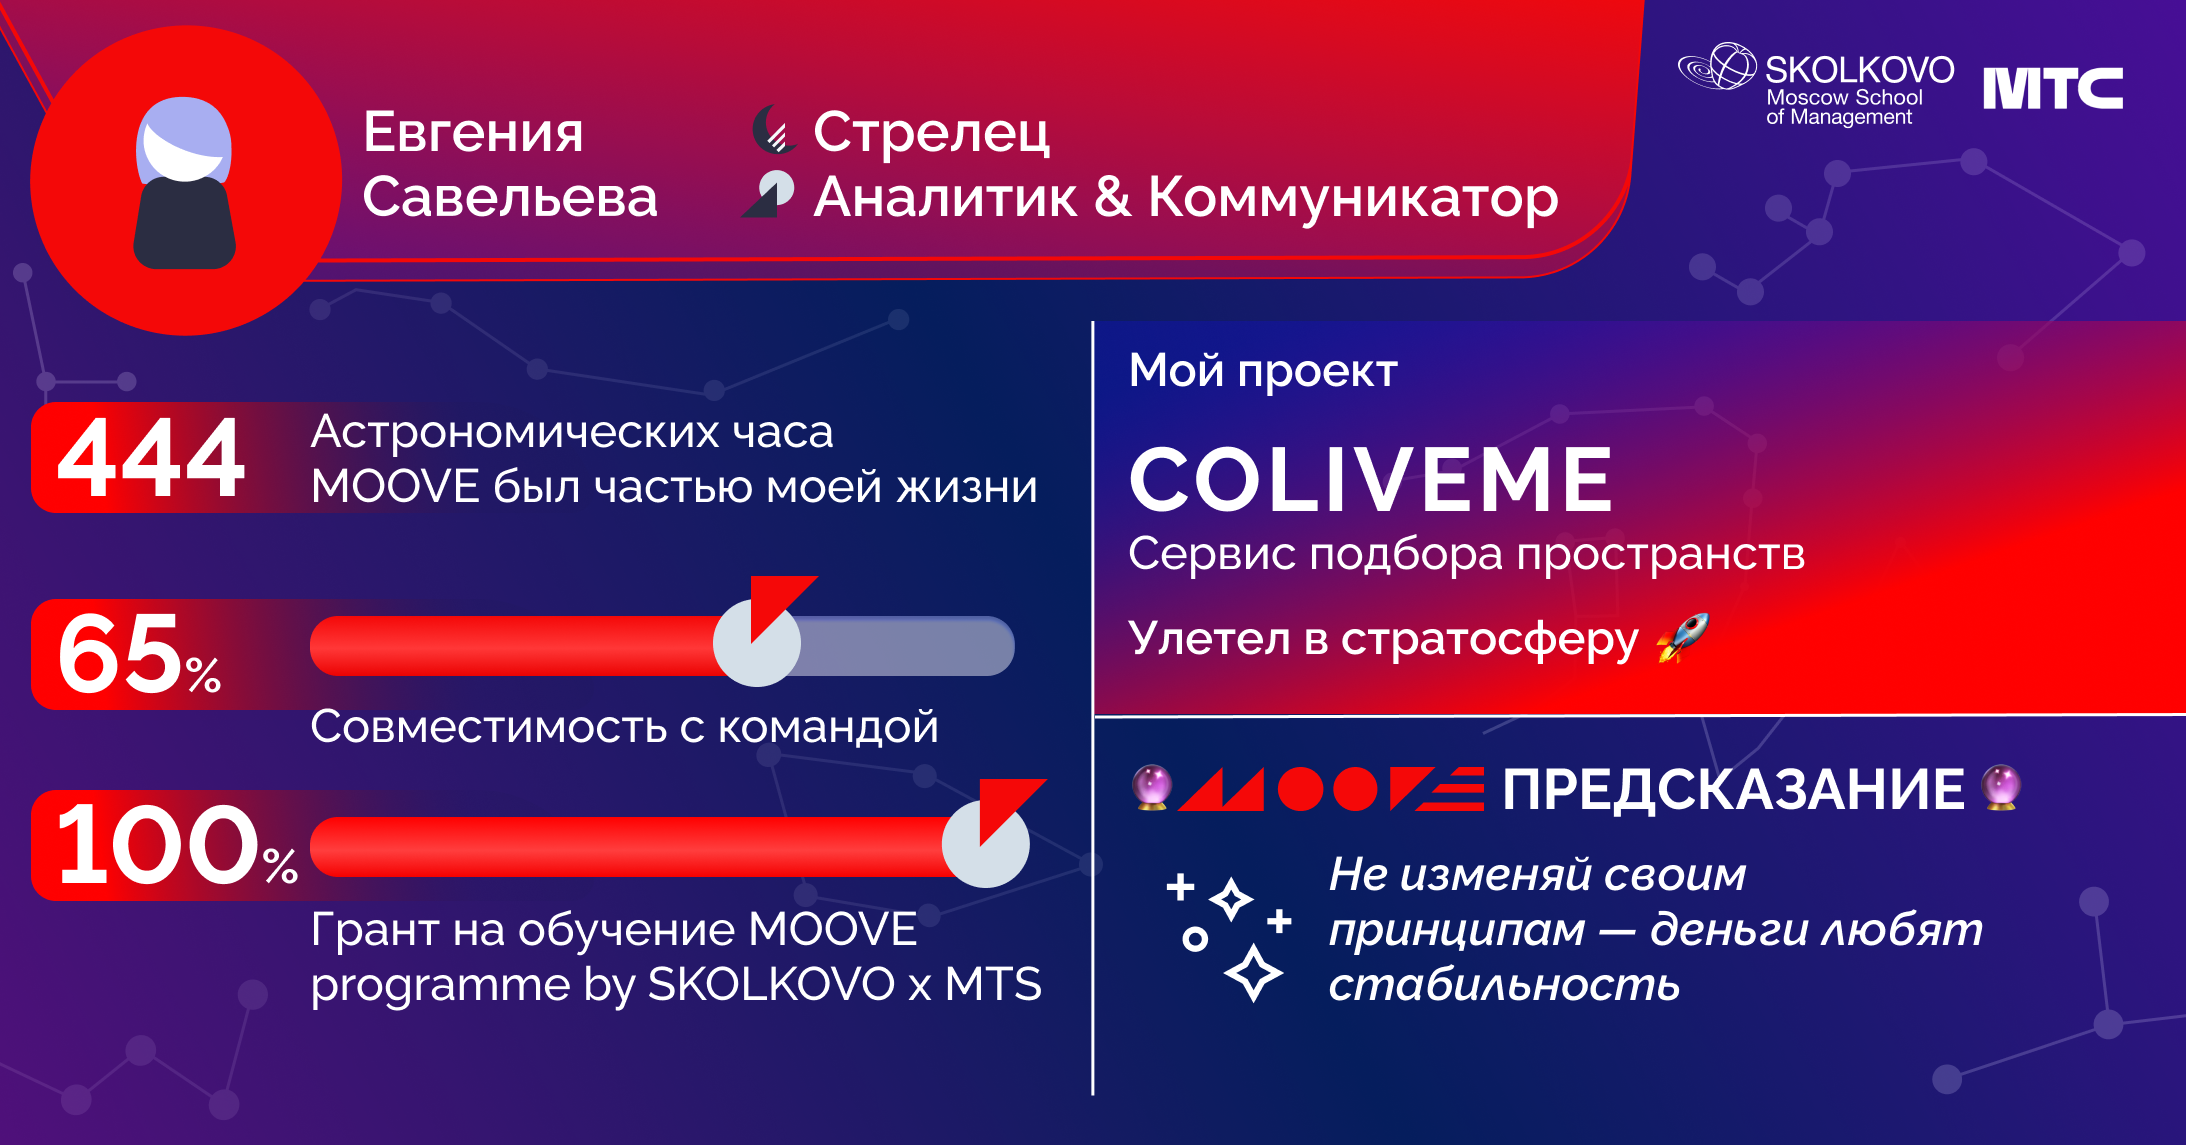 Евгения
Савельева
Стрелец
Аналитик & Коммуникатор
SKOLKOVO
Moscow School
of Management
МТС
444
Астрономических часа
MOOVE был частью моей жизни
65%
Совместимость с командой
100%
Грант на обучение MOOVE
programme by SKOLKOVO x MTS
Мой проект
COLIVEME
Сервис подбора пространств
Улетел в стратосферу 🚀
🔮 MOOVE ПРЕДСКАЗАНИЕ 🔮
Не изменяй своим
принципам — деньги любят
стабильность